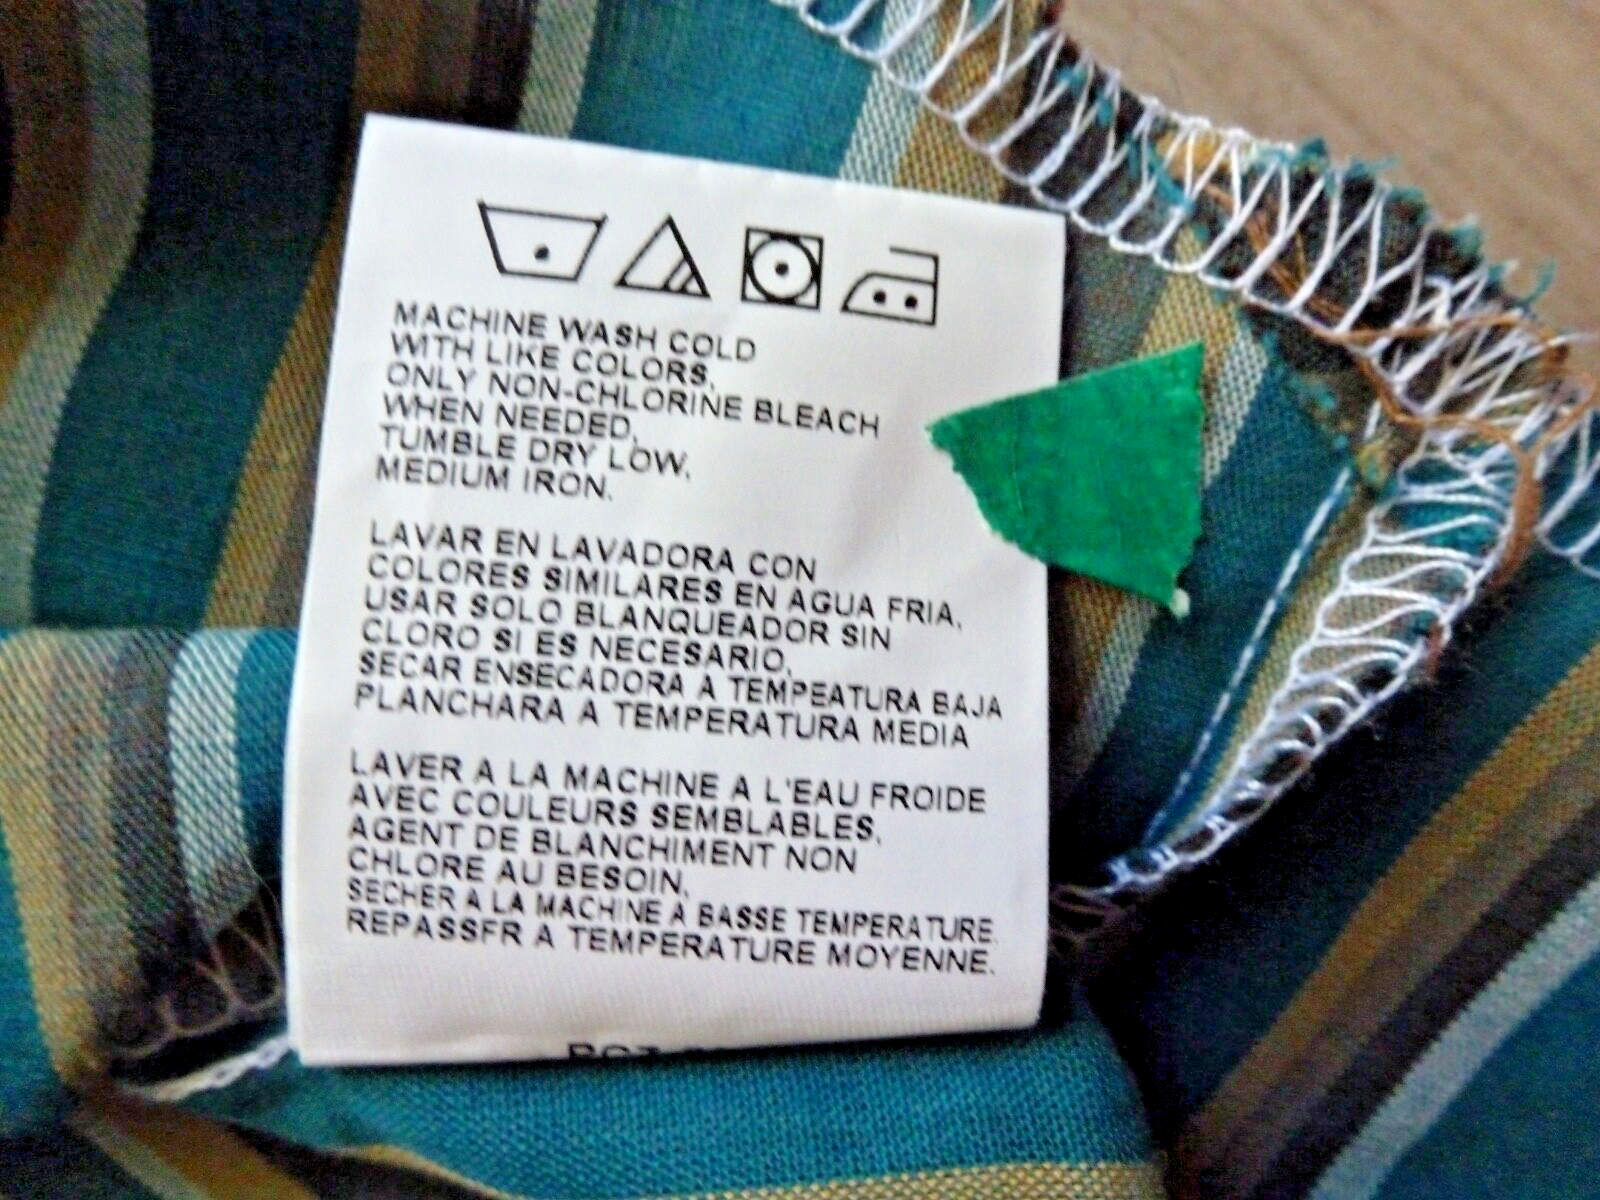 MACHINE WASH COLD
WITH LIKE COLORS,
ONLY NON-CHLORINE BLEACH
WHEN NEEDED,
TUMBLE DRY LOW,
MEDIUM IRON.
LAVAR EN LAVADORA CON
COLORES SIMILARES EN AGUA FRIA,
USAR SOLO BLANQUEADOR SIN
CLORO SI ES NECESARIO,
SECAR ENSECADORA A TEMPEATURA BAJA
PLANCHARA A TEMPERATURA MEDIA
LAVER A LA MACHINE A L'EAU FROIDE
AVEC COULEURS SEMBLABLES,
AGENT DE BLANCHIMENT NON
CHLORE AU BESOIN,
SECHER A LA MACHINE A BASSE TEMPERATURE.
REPASSFR A TEMPERATURE MOYENNE.